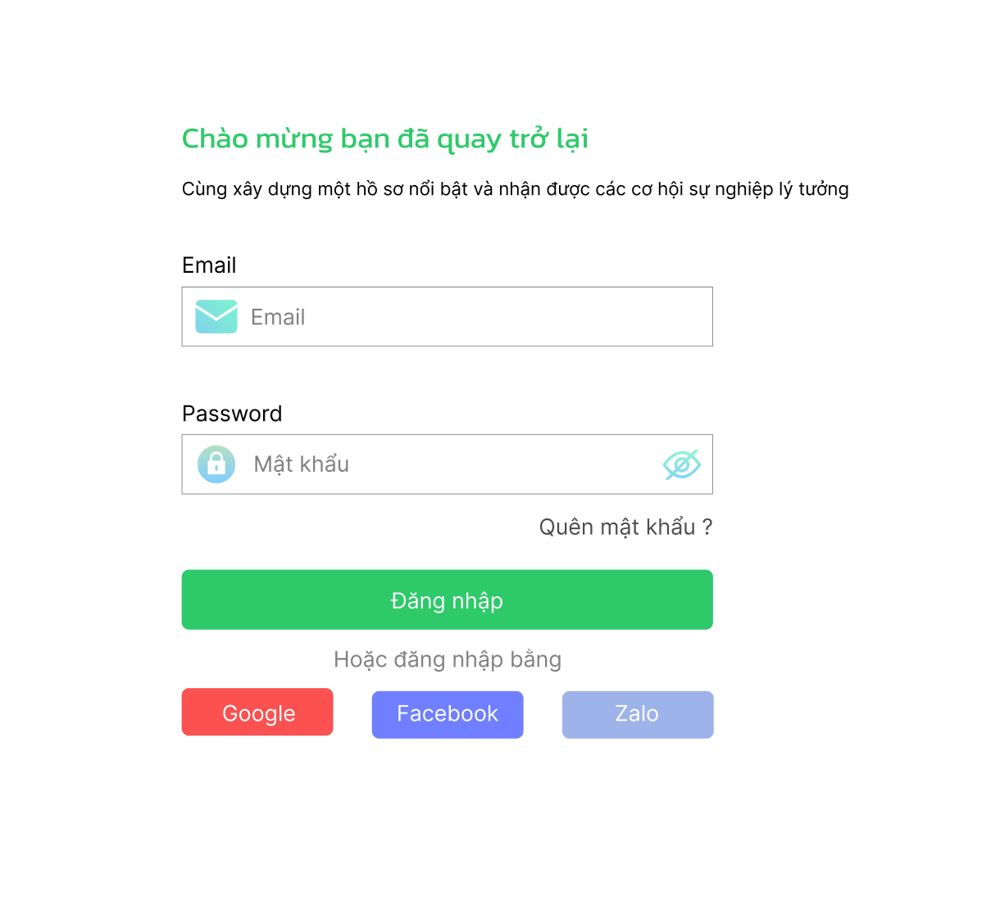 Chào mừng bạn đã quay trở lại
Cùng xây dựng một hồ sơ nổi bật và nhận được các cơ hội sự nghiệp lý tưởng
Email
Email
Password
Mật khẩu
Quên mật khẩu ?
Đăng nhập
Hoặc đăng nhập bằng
Google Facebook Zalo